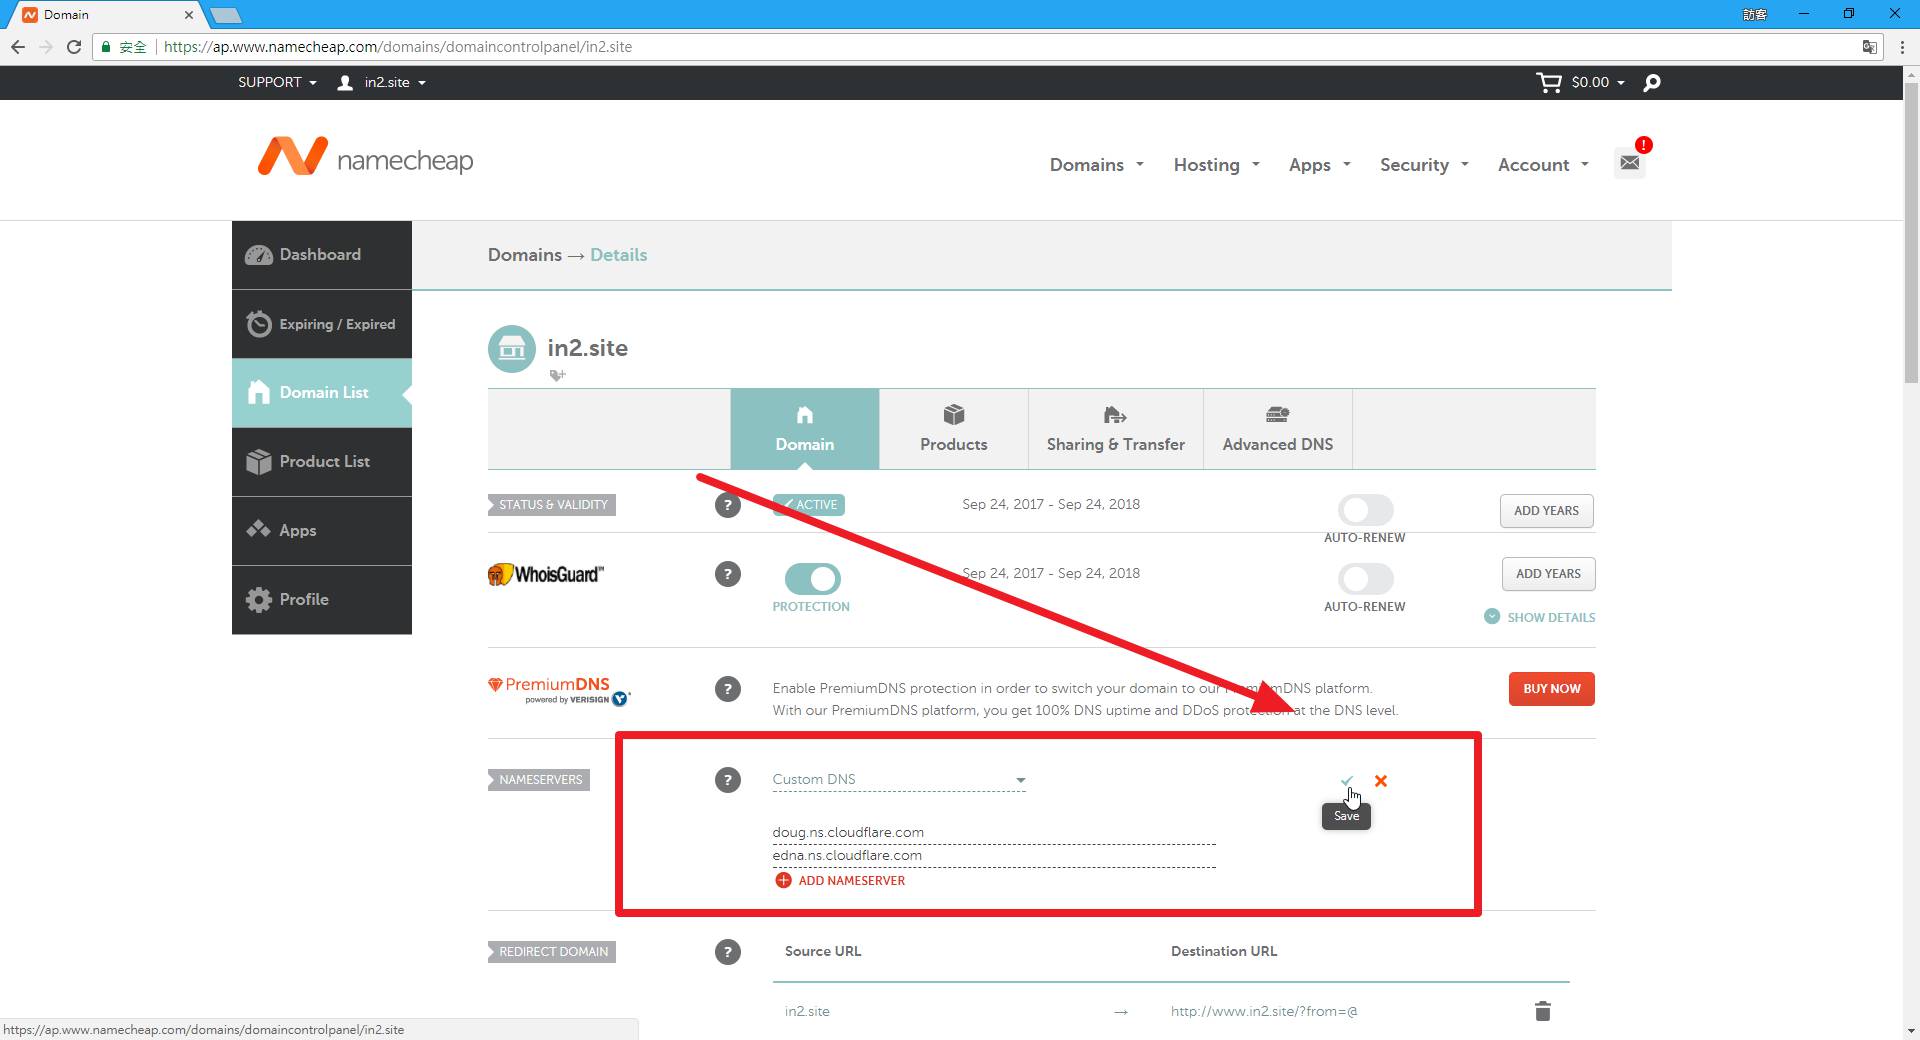 Domain
訪客
安全
https://ap.www.namecheap.com/domains/domaincontrolpanel/in2.site
SUPPORT
in2.site
$0.00
namecheap
Domains
Hosting
Apps
Security
Account
!
Dashboard
Expiring / Expired
Domain List
Product List
Apps
Profile
Domains → Details
in2.site
Domain
Products
Sharing & Transfer
Advanced DNS
STATUS & VALIDITY
?
ACTIVE
Sep 24, 2017 - Sep 24, 2018
AUTO-RENEW
ADD YEARS
WhoisGuard™
?
PROTECTION
Sep 24, 2017 - Sep 24, 2018
AUTO-RENEW
ADD YEARS
SHOW DETAILS
PremiumDNS
powered by VERISIGN
?
Enable PremiumDNS protection in order to switch your domain to our PremiumDNS platform.
With our PremiumDNS platform, you get 100% DNS uptime and DDoS protection at the DNS level.
BUY NOW
NAMESERVERS
?
Custom DNS
Save
doug.ns.cloudflare.com
edna.ns.cloudflare.com
ADD NAMESERVER
REDIRECT DOMAIN
?
Source URL
Destination URL
in2.site
→
http://www.in2.site/?from=@
https://ap.www.namecheap.com/domains/domaincontrolpanel/in2.site